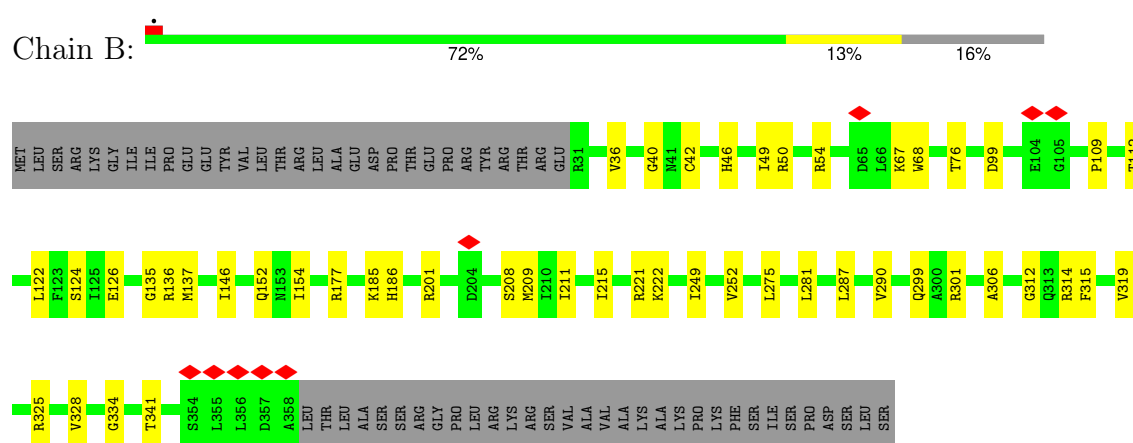 Chain B:
72% 13% 16%
MET LEU SER ARG LYS GLY ILE ILE PRO GLU GLU TYR VAL LEU THR ARG LEU ALA GLU ASP PRO THR GLU PRO ARG TYR ARG THR ARG GLU R31 V36 G40 N41 C42 H46 I49 R50 R54 D65 L66 K67 W68 T76 D99 E104 G105 P109
L122 F123 S124 I125 E126 G135 R136 M137 I146 Q152 N153 I154 R177 K185 H186 R201 D204 S208 M209 I210 I211 I215 R221 K222 I249 V252 L275 L281 L287 V290 Q299 A300 R301 A306 G312 Q313 R314 F315 V319
R325 V328 G334 T341 S354 L355 L356 D357 A358 LEU THR LEU ALA SER SER ARG GLY PRO LEU ARG LYS ARG SER VAL ALA VAL ALA LYS ALA LYS PRO LYS PHE SER ILE SER PRO ASP SER LEU SER